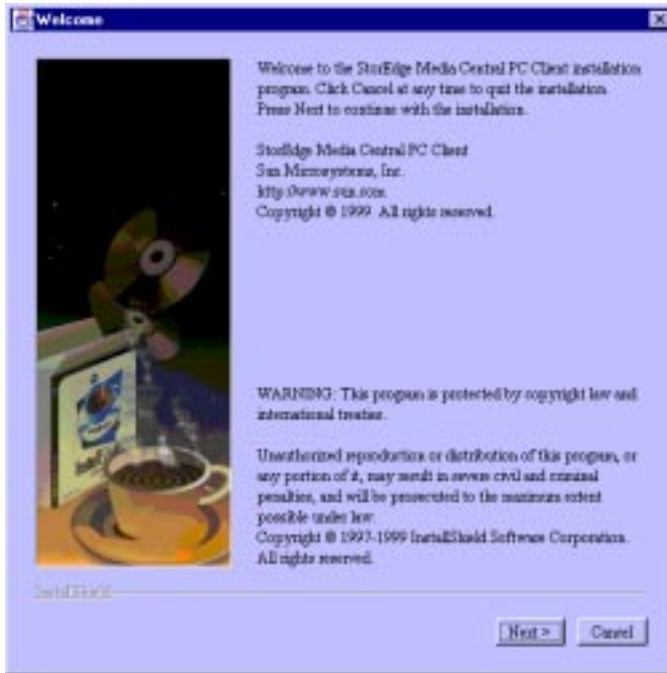 Welcome
Welcome to the StorEdge Media Central PC Client installation
program. Click Cancel at any time to quit the installation.
Press Next to continue with the installation.
StorEdge Media Central PC Client
Sun Microsystems, Inc.
http://www.sun.com
Copyright © 1999. All rights reserved.
WARNING: This program is protected by copyright law and
international treaties.
Unauthorized reproduction or distribution of this program, or
any portion of it, may result in severe civil and criminal
penalties, and will be prosecuted to the maximum extent
possible under law.
Copyright © 1997-1999 InstallShield Software Corporation.
All rights reserved.
InstallShield
Next >
Cancel